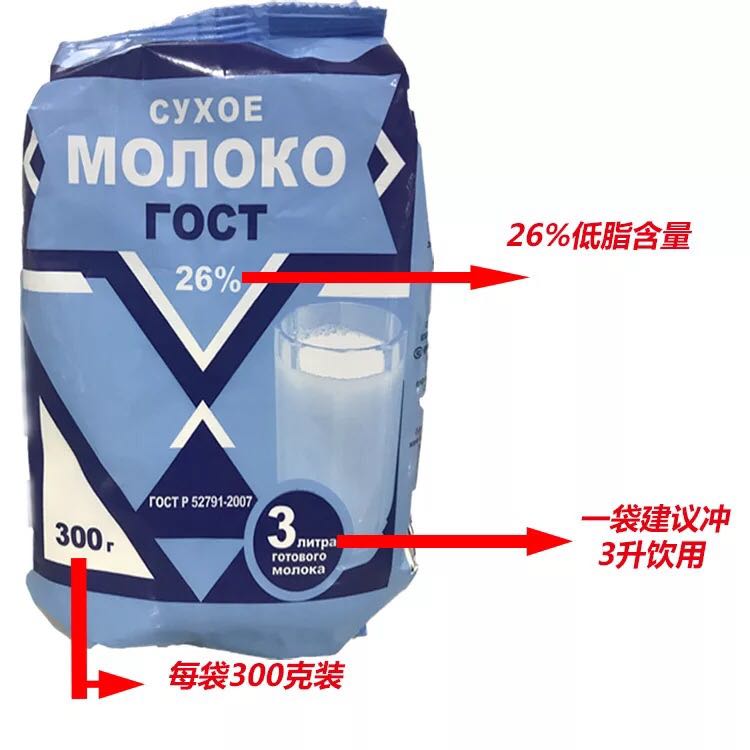 СУХОЕ
МОЛОКО
ГОСТ
26%
26%低脂含量
ГОСТ Р 52791-2007
300 г
3 литра
готового
молока
一袋建议冲
3升饮用
每袋300克装